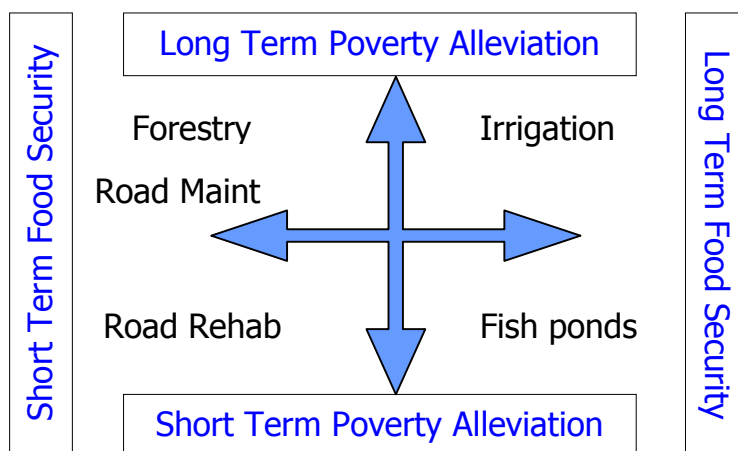 Long Term Poverty Alleviation
Short Term Food Security
Long Term Food Security
Forestry
Irrigation
Road Maint
Road Rehab
Fish ponds
Short Term Poverty Alleviation